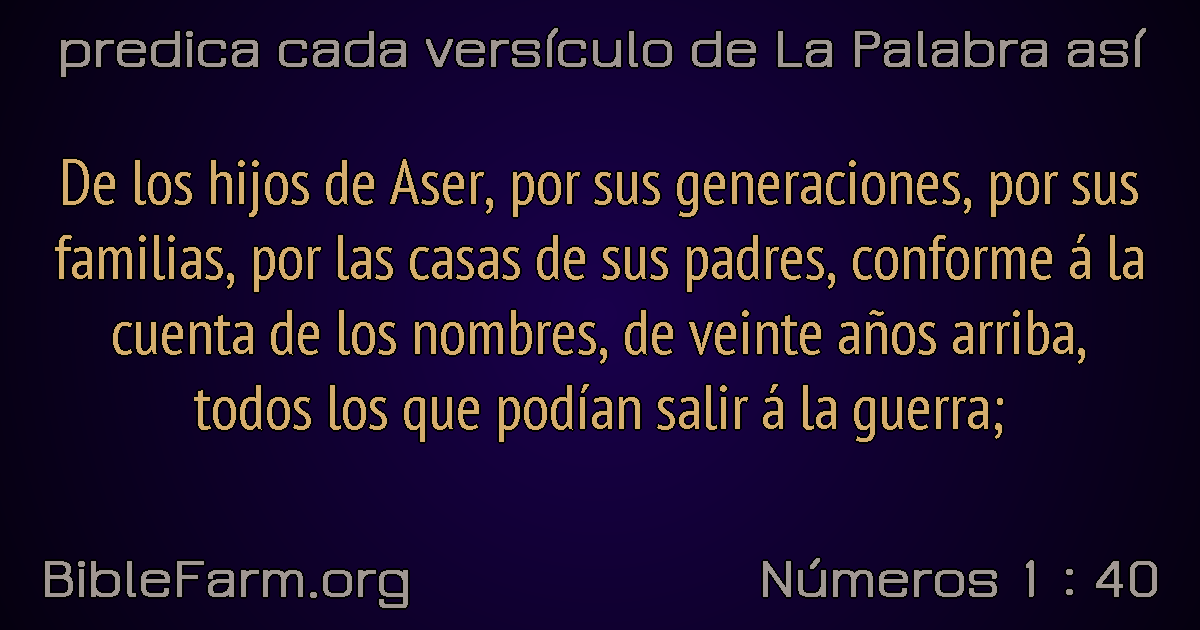 predica cada versículo de La Palabra así
De los hijos de Aser, por sus generaciones, por sus
familias, por las casas de sus padres, conforme á la
cuenta de los nombres, de veinte años arriba,
todos los que podían salir á la guerra;
BibleFarm.org
Números 1 : 40